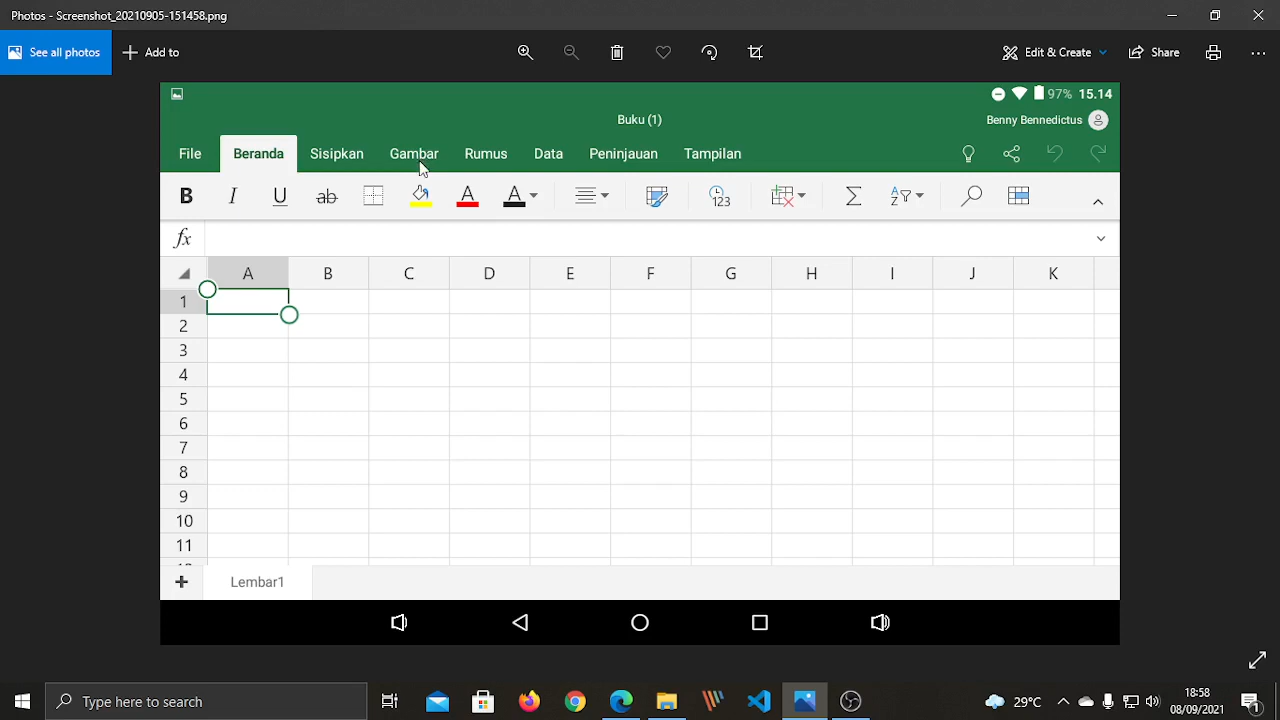 Photos - Screenshot_20210905-151458.png
See all photos
Add to
Edit & Create
Share
97% 15.14
Buku (1)
Benny Bennedictus
File Beranda Sisipkan Gambar Rumus Data Peninjauan Tampilan
B I U ab A A 123 Σ A Z
fx
A B C D E F G H I J K
1
2
3
4
5
6
7
8
9
10
11
Lembar1
Type here to search
29°C
18:58
08/09/2021
1